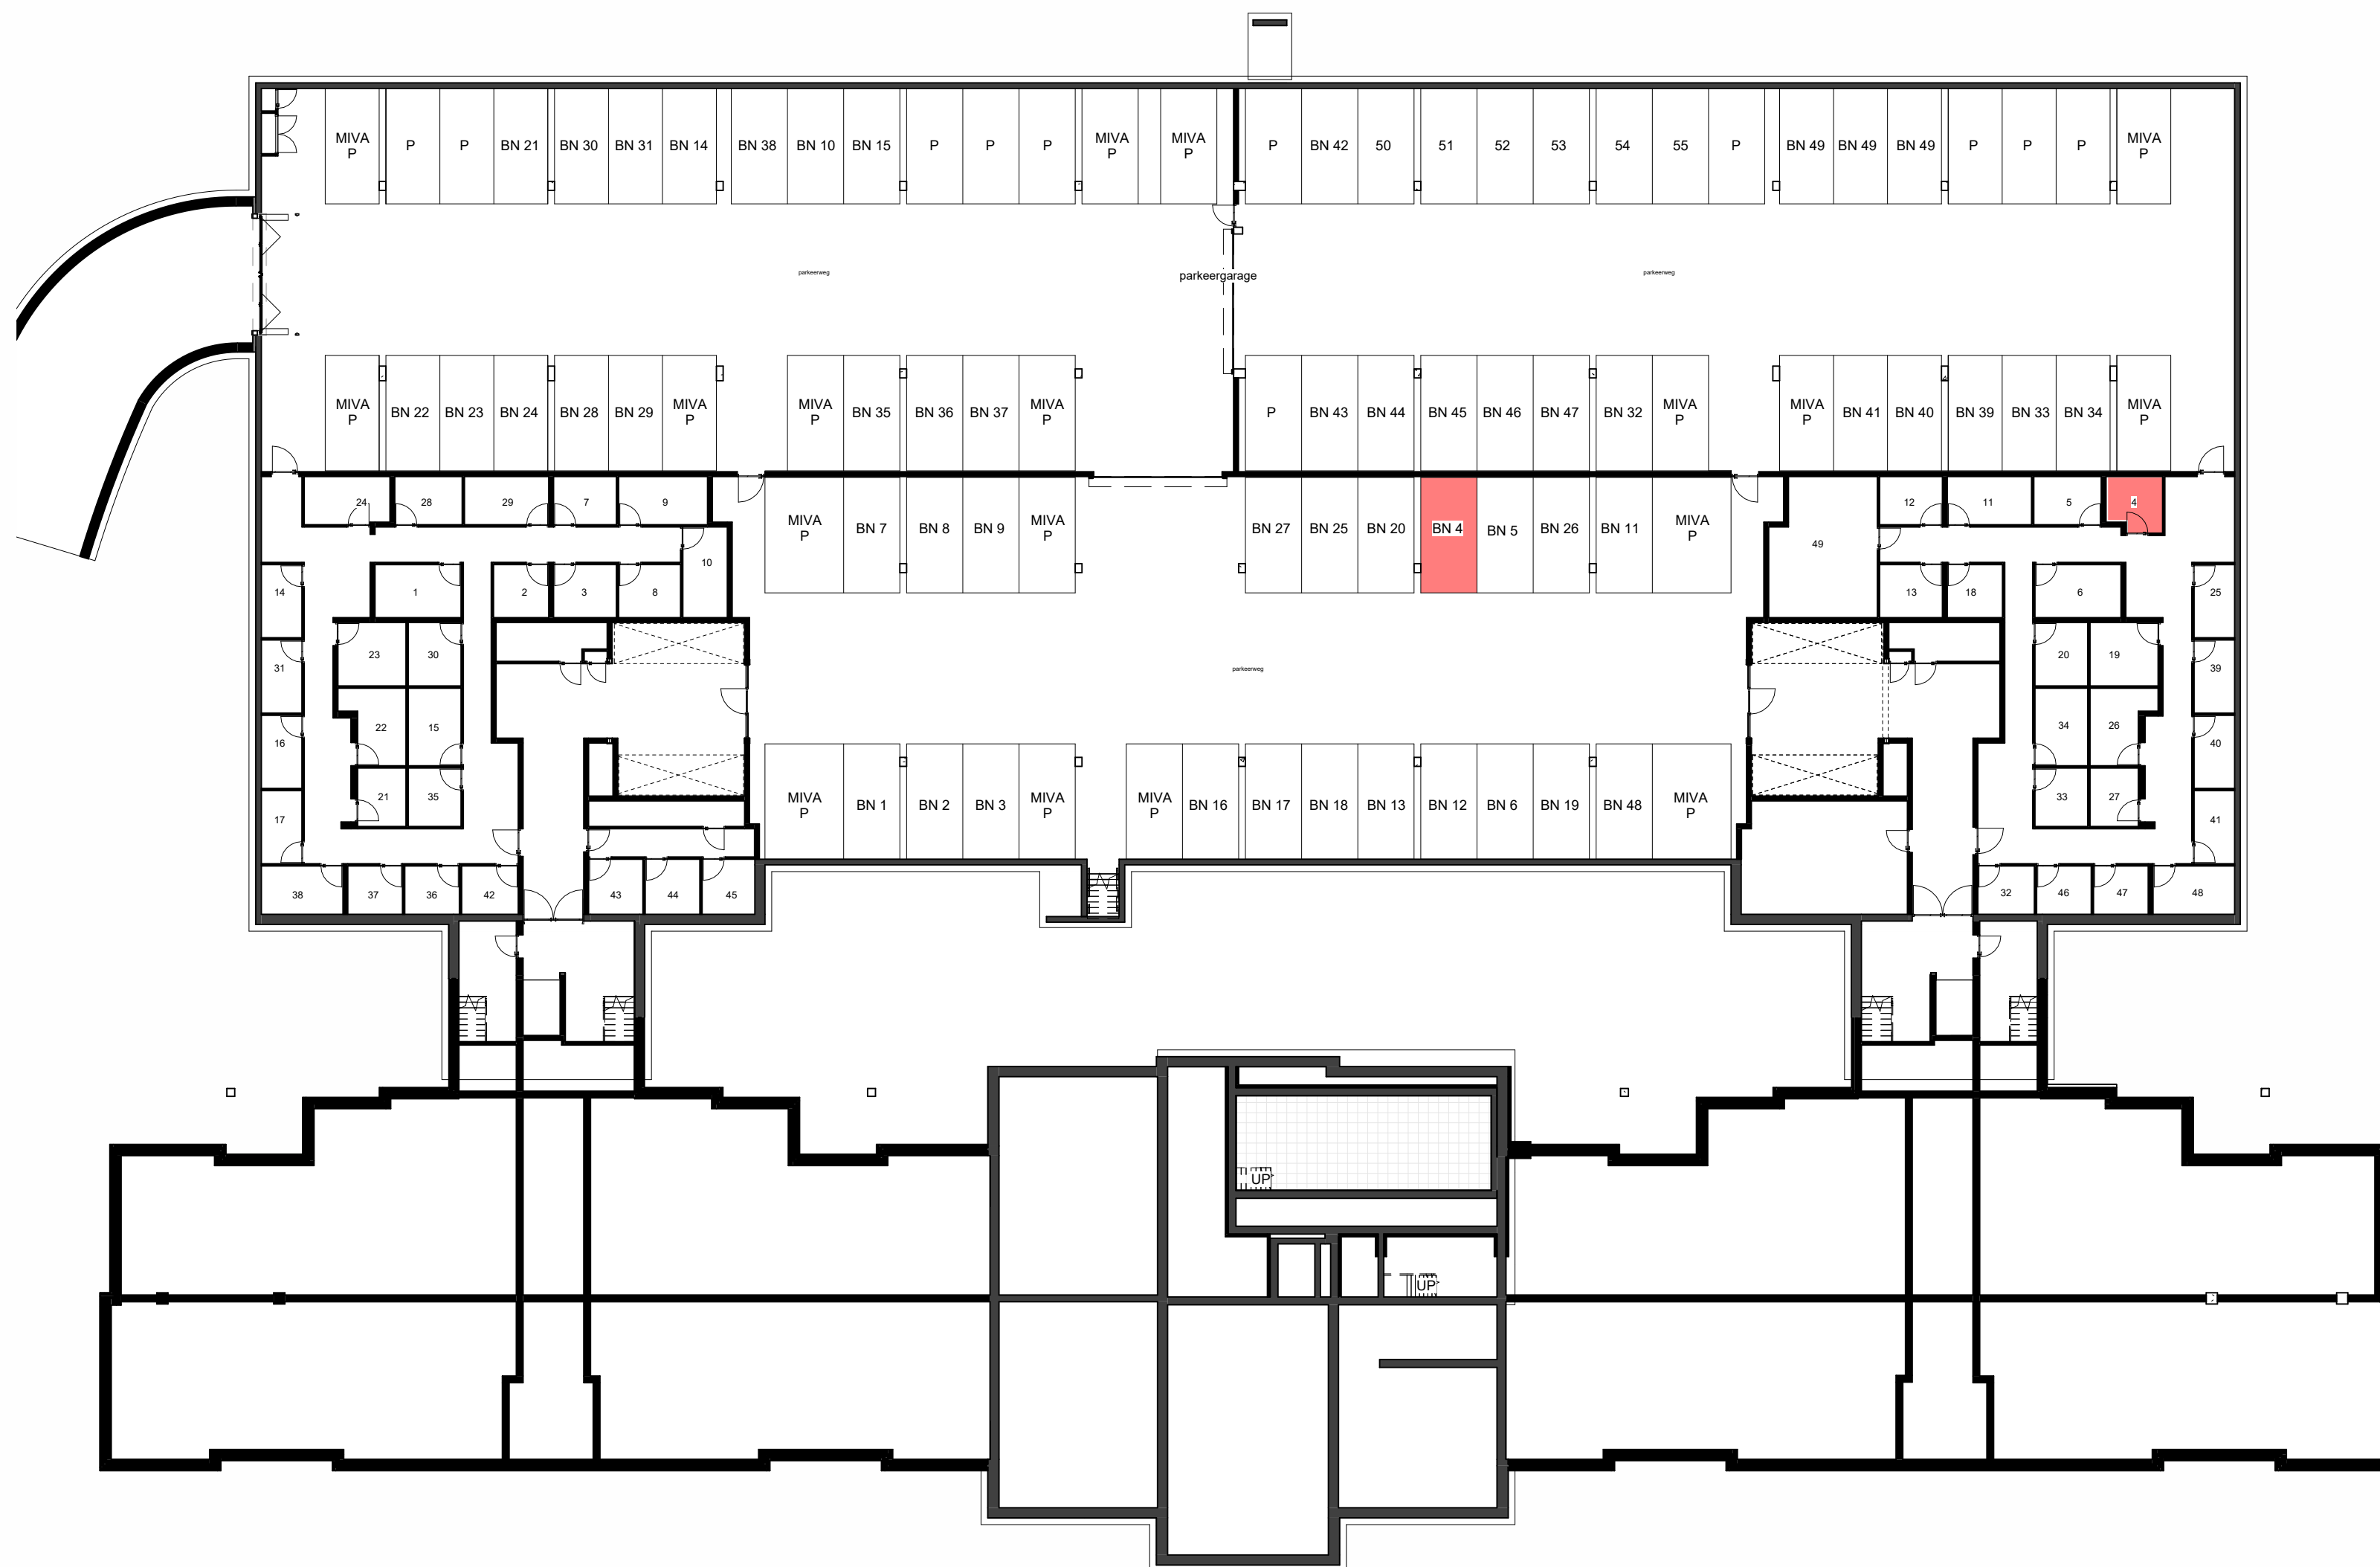 MIVA P P P BN 21 BN 30 BN 31 BN 14 BN 38 BN 10 BN 15 P P P MIVA P MIVA P P BN 42 50 51 52 53 54 55 P BN 49 BN 49 BN 49 P P P MIVA P
parkeerweg parkeergarage parkeerweg
MIVA P BN 22 BN 23 BN 24 BN 28 BN 29 MIVA P MIVA P BN 35 BN 36 BN 37 MIVA P P BN 43 BN 44 BN 45 BN 46 BN 47 BN 32 MIVA P MIVA P BN 41 BN 40 BN 39 BN 33 BN 34 MIVA P
24 28 29 7 9 12 11 5 4
MIVA P BN 7 BN 8 BN 9 MIVA P BN 27 BN 25 BN 20 BN 4 BN 5 BN 26 BN 11 MIVA P
49
10
14 1 2 3 8 13 18 6 25
23 30 20 19
31 39
parkeerweg
22 15 34 26
16 40
21 35 33 27
MIVA P BN 1 BN 2 BN 3 MIVA P MIVA P BN 16 BN 17 BN 18 BN 13 BN 12 BN 6 BN 19 BN 48 MIVA P
17 41
38 37 36 42 43 44 45 32 46 47 48
UP
UP